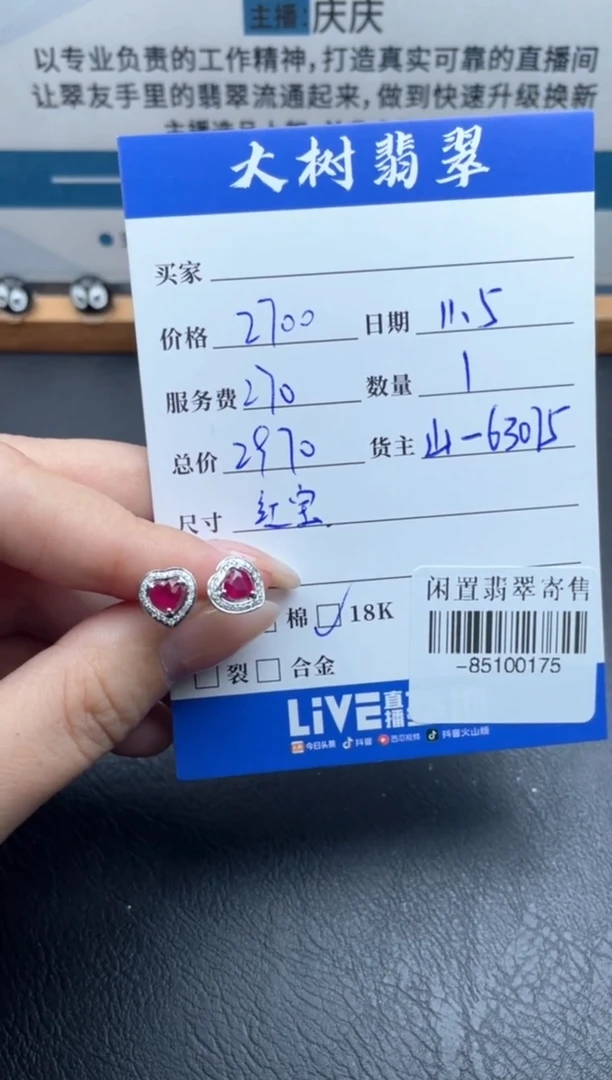 主播:庆庆
以专业负责的工作精神,打造真实可靠的直播间
让翠友手里的翡翠流通起来,做到快速升级换新
大树翡翠
买家
价格 2700 日期 11.5
服务费 270 数量 1
总价 2970 货主 山-63075
尺寸 红宝
棉 18K
闲置翡翠寄售
-85100175
裂 合金
LiVE直播
今日头条 抖音 西瓜视频 抖音火山版